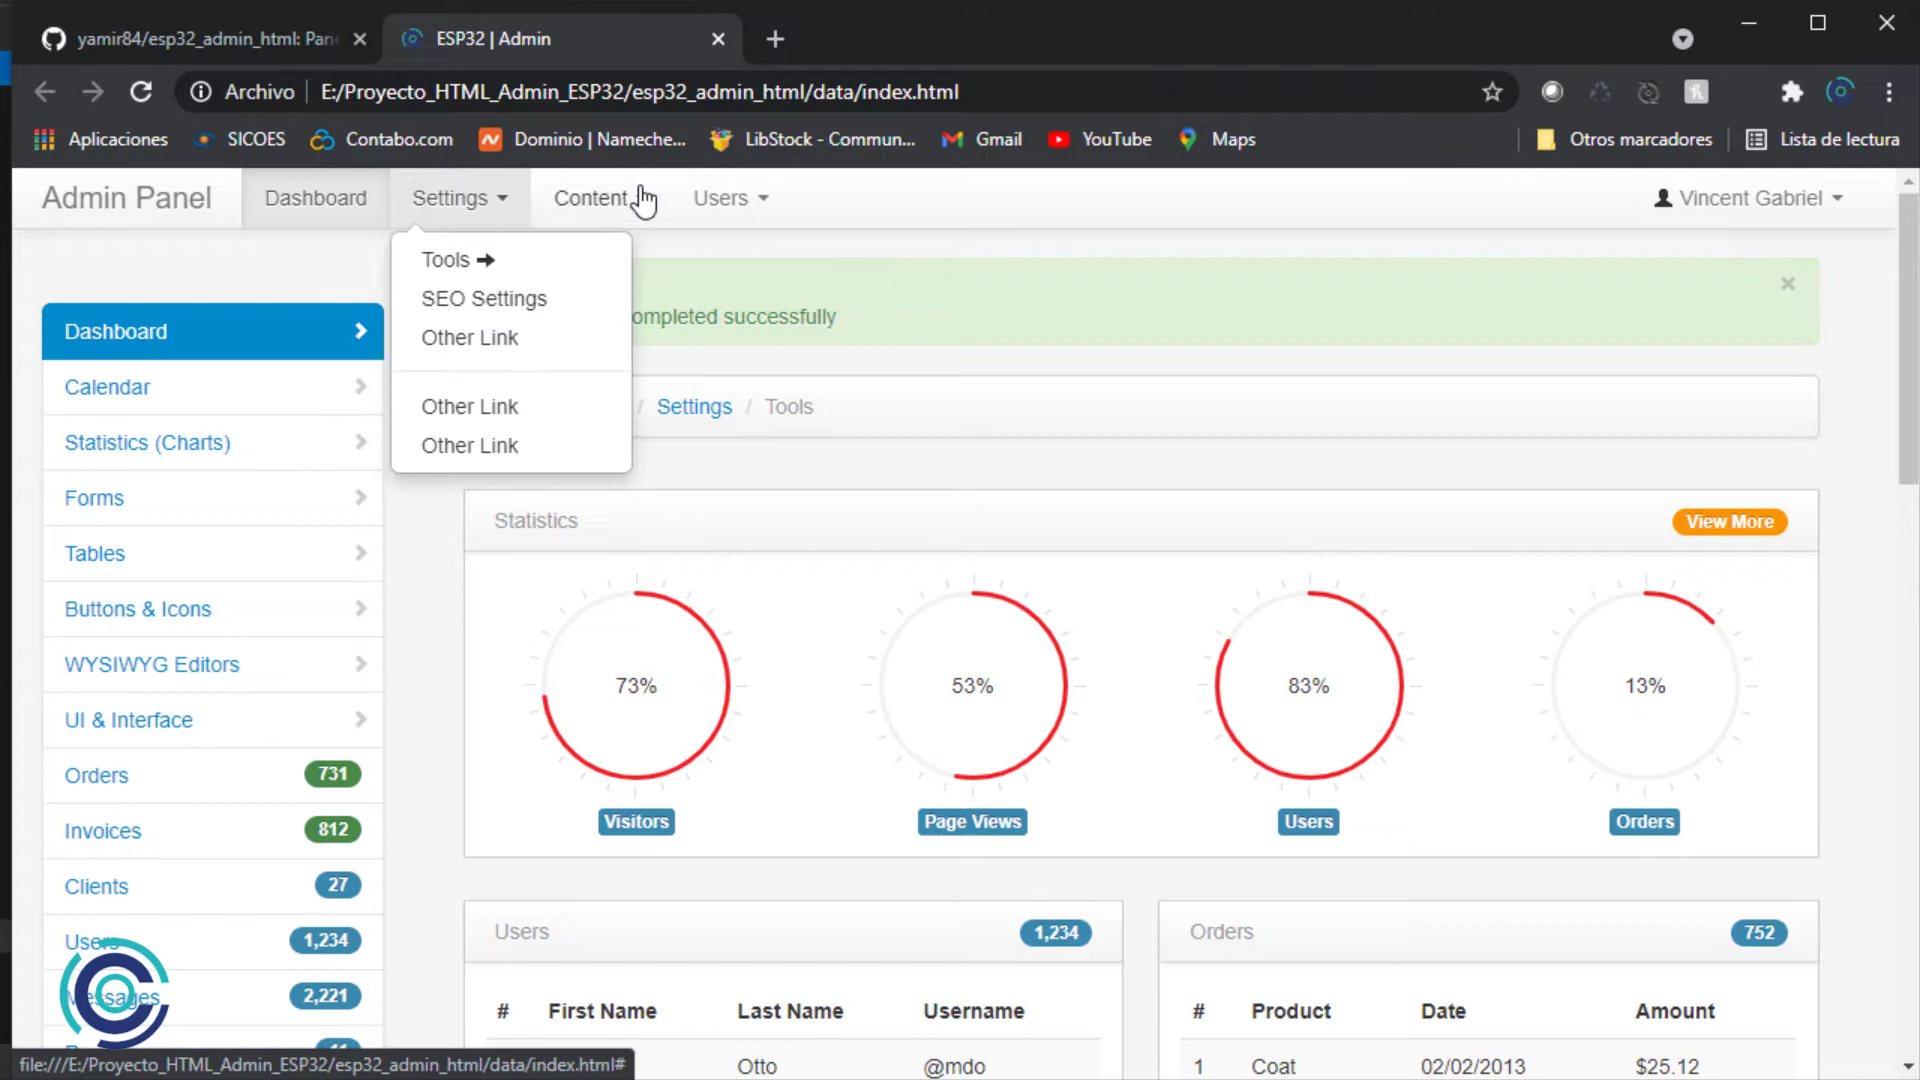 yamir84/esp32_admin_html: Pan
ESP32 | Admin
Archivo
E:/Proyecto_HTML_Admin_ESP32/esp32_admin_html/data/index.html
Aplicaciones
SICOES
Contabo.com
Dominio | Nameche...
LibStock - Commun...
Gmail
YouTube
Maps
Otros marcadores
Lista de lectura
Admin Panel
Dashboard
Settings
Content
Users
Vincent Gabriel
Tools
SEO Settings
Other Link
Other Link
Other Link
ompleted successfully
/ Settings / Tools
Dashboard
Calendar
Statistics (Charts)
Forms
Tables
Buttons & Icons
WYSIWYG Editors
UI & Interface
Orders 731
Invoices 812
Clients 27
Users 1,234
Messages 2,221
Statistics
View More
73%
53%
83%
13%
Visitors
Page Views
Users
Orders
Users 1,234
# First Name Last Name Username
Otto @mdo
Orders 752
# Product Date Amount
1 Coat 02/02/2013 $25.12
file:///E:/Proyecto_HTML_Admin_ESP32/esp32_admin_html/data/index.html#